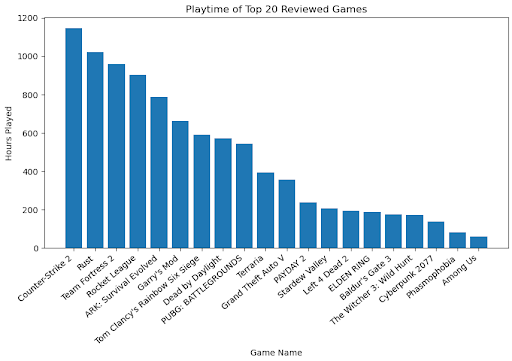 Playtime of Top 20 Reviewed Games
Hours Played
1200
1000
800
600
400
200
0
Counter-Strike 2
Rust
Team Fortress 2
Rocket League
ARK: Survival Evolved
Garry's Mod
Tom Clancy's Rainbow Six Siege
Dead by Daylight
PUBG: BATTLEGROUNDS
Terraria
Grand Theft Auto V
PAYDAY 2
Stardew Valley
Left 4 Dead 2
ELDEN RING
Baldur's Gate 3
The Witcher 3: Wild Hunt
Cyberpunk 2077
Phasmophobia
Among Us
Game Name